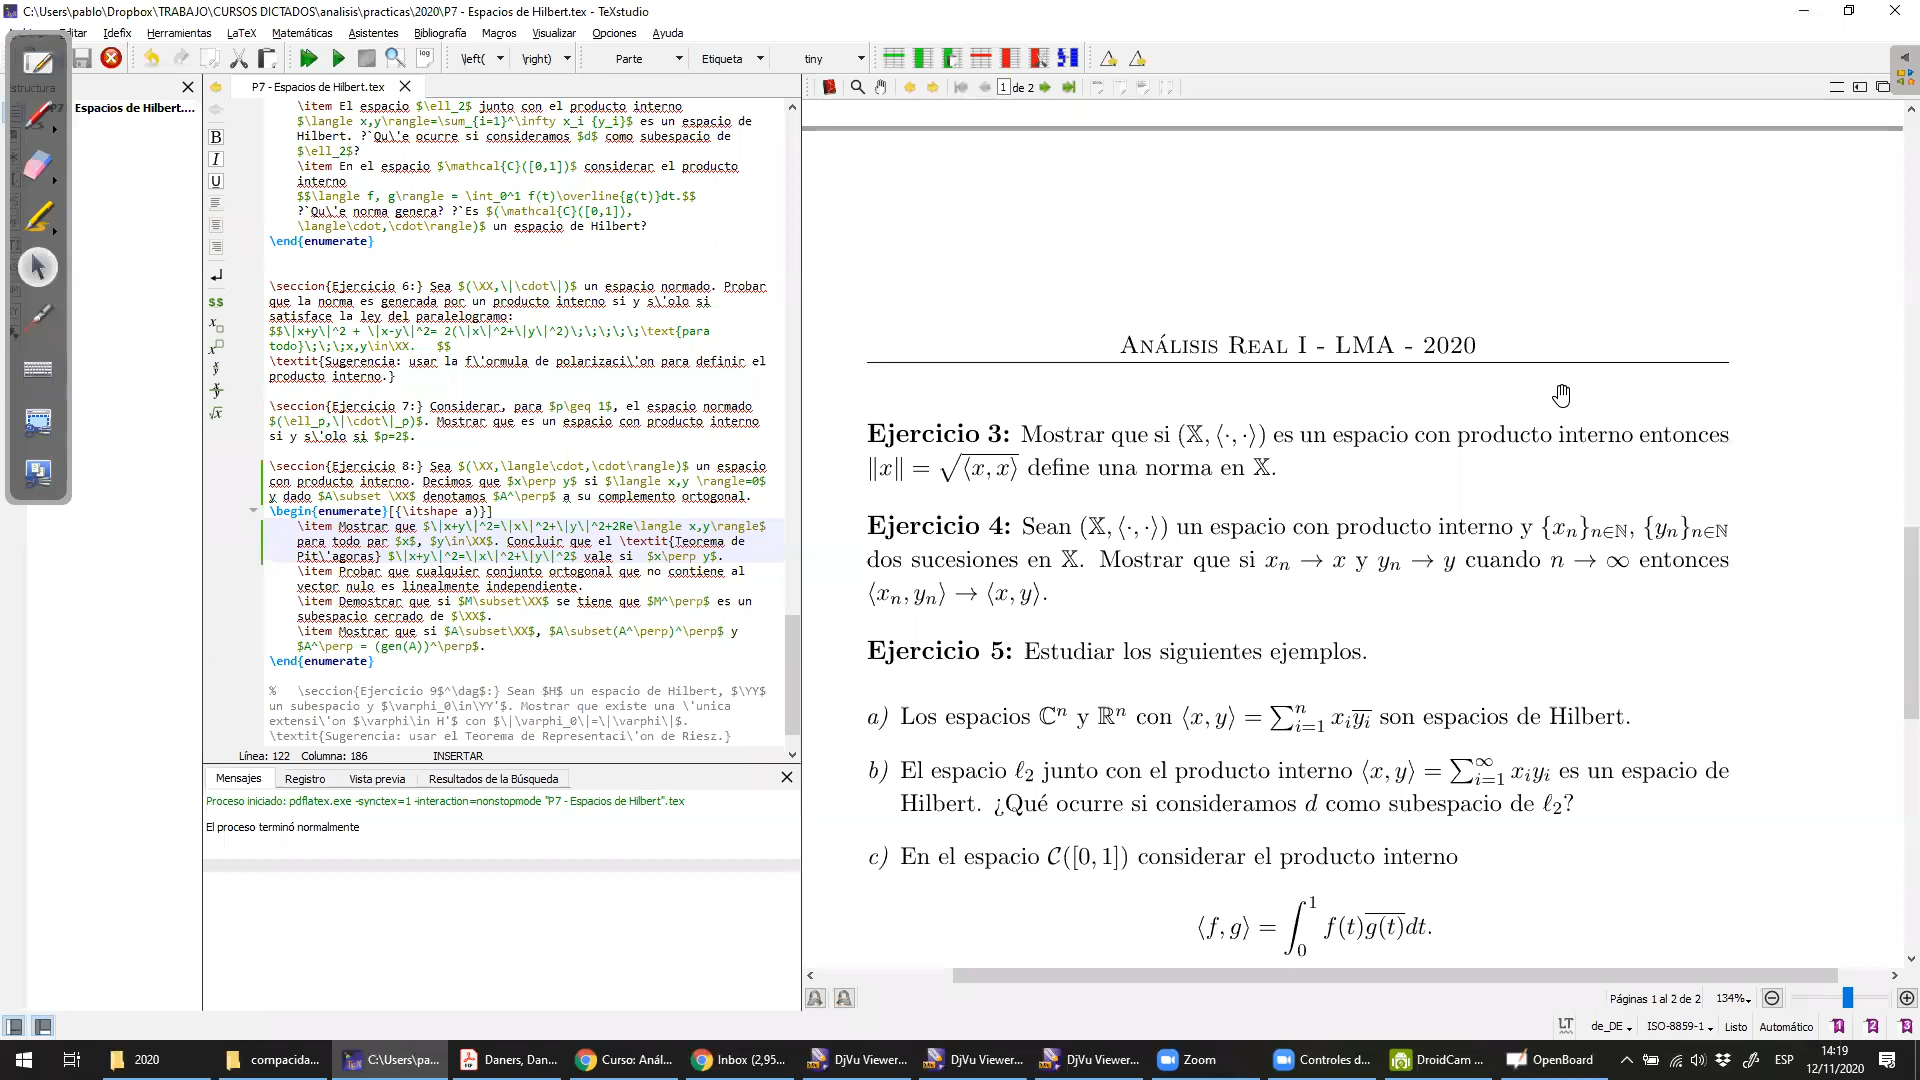 C:\Users\pablo\Dropbox\TRABAJO\CURSOS DICTADOS\analisis\practicas\2020\P7 - Espacios de Hilbert.tex - TeXstudio
Editar Idefix Herramientas LaTeX Matemáticas Asistentes Bibliografía Macros Visualizar Opciones Ayuda
\left( \right) Parte Etiqueta tiny
Espacios de Hilbert....
P7 - Espacios de Hilbert.tex
1 de 2
\item El espacio $\ell_2$ junto con el producto interno
$\langle x,y\rangle=\sum_{i=1}^\infty x_i {y_i}$ es un espacio de
Hilbert. ?`Qu\'e ocurre si consideramos $d$ como subespacio de
$\ell_2$?
\item En el espacio $\mathcal{C}([0,1])$ considerar el producto
interno
$$\langle f, g\rangle = \int_0^1 f(t)\overline{g(t)}dt.$$
?`Qu\'e norma genera? ?`Es $(\mathcal{C}([0,1]),
\langle\cdot,\cdot\rangle)$ un espacio de Hilbert?
\end{enumerate}
\seccion{Ejercicio 6:} Sea $(\XX,\|\cdot\|)$ un espacio normado. Probar
que la norma es generada por un producto interno si y s\'olo si
satisface la ley del paralelogramo:
$$\|x+y\|^2 + \|x-y\|^2= 2(\|x\|^2+\|y\|^2)\;\;\;\;\;\text{para
todo}\;\;\;x,y\in\XX.   $$
\textit{Sugerencia: usar la f\'ormula de polarizaci\'on para definir el
producto interno.}
\seccion{Ejercicio 7:} Considerar, para $p\geq 1$, el espacio normado
$(\ell_p,\|\cdot\|_p)$. Mostrar que es un espacio con producto interno
si y s\'olo si $p=2$.
\seccion{Ejercicio 8:} Sea $(\XX,\langle\cdot,\cdot\rangle)$ un espacio
con producto interno. Decimos que $x\perp y$ si $\langle x,y \rangle=0$
y dado $A\subset \XX$ denotamos $A^\perp$ a su complemento ortogonal.
\begin{enumerate}[{\itshape a)}]
\item Mostrar que $\|x+y\|^2=\|x\|^2+\|y\|^2+2Re\langle x,y\rangle$
para todo par $x$, $y\in\XX$. Concluir que el \textit{Teorema de
Pit\'agoras} $\|x+y\|^2=\|x\|^2+\|y\|^2$ vale si  $x\perp y$.
\item Probar que cualquier conjunto ortogonal que no contiene al
vector nulo es linealmente independiente.
\item Demostrar que si $M\subset\XX$ se tiene que $M^\perp$ es un
subespacio cerrado de $\XX$.
\item Mostrar que si $A\subset\XX$, $A\subset(A^\perp)^\perp$ y
$A^\perp = (gen(A))^\perp$.
\end{enumerate}
%   \seccion{Ejercicio 9$^\dag$:} Sean $H$ un espacio de Hilbert, $\YY$
un subespacio y $\varphi_0\in\YY'$. Mostrar que existe una \'unica
extensi\'on $\varphi\in H'$ con $\|\varphi_0\|=\|\varphi\|$.
\textit{Sugerencia: usar el Teorema de Representaci\'on de Riesz.}
Línea: 122 Columna: 186 INSERTAR
Mensajes Registro Vista previa Resultados de la Búsqueda
Proceso iniciado: pdflatex.exe -synctex=1 -interaction=nonstopmode "P7 - Espacios de Hilbert".tex
El proceso terminó normalmente
Análisis Real I - LMA - 2020
Ejercicio 3: Mostrar que si (𝕏, ⟨·, ·⟩) es un espacio con producto interno entonces
‖x‖ = √⟨x, x⟩ define una norma en 𝕏.
Ejercicio 4: Sean (𝕏, ⟨·, ·⟩) un espacio con producto interno y {xₙ}ₙ∈ℕ, {yₙ}ₙ∈ℕ
dos sucesiones en 𝕏. Mostrar que si xₙ → x y yₙ → y cuando n → ∞ entonces
⟨xₙ, yₙ⟩ → ⟨x, y⟩.
Ejercicio 5: Estudiar los siguientes ejemplos.
a) Los espacios ℂⁿ y ℝⁿ con ⟨x, y⟩ = ∑ⁿᵢ₌₁ xᵢȳᵢ son espacios de Hilbert.
b) El espacio ℓ₂ junto con el producto interno ⟨x, y⟩ = ∑^∞ᵢ₌₁ xᵢyᵢ es un espacio de
Hilbert. ¿Qué ocurre si consideramos d como subespacio de ℓ₂?
c) En el espacio 𝒞([0, 1]) considerar el producto interno
⟨f, g⟩ = ∫₀¹ f(t)\overline{g(t)}dt.
Páginas 1 al 2 de 2 134%
de_DE ISO-8859-1 Listo Automático
2020 compacida... C:\Users\pa... Daners, Dan... Curso: Anál... Inbox (2,95... DjVu Viewer... DjVu Viewer... DjVu Viewer... Zoom Controles d... DroidCam ... OpenBoard ESP 14:19
12/11/2020